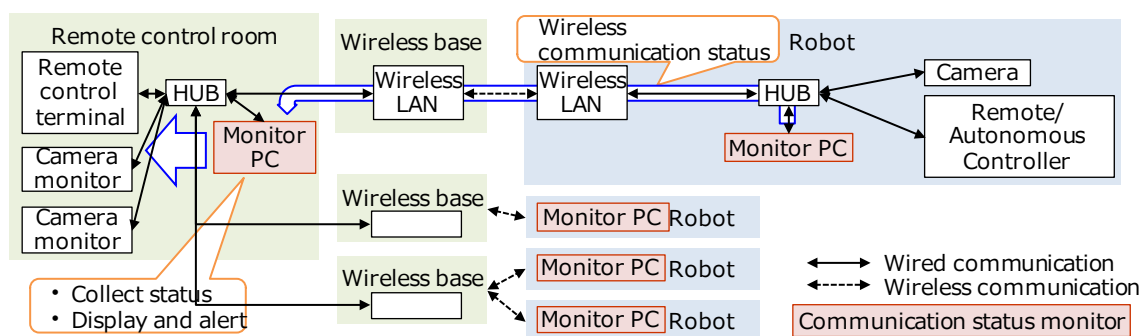 Remote control room
Remote
control
terminal
HUB
Monitor
PC
Camera
monitor
Camera
monitor
• Collect status
• Display and alert
Wireless base
Wireless
LAN
Wireless
communication status
Robot
Wireless
LAN
HUB
Monitor PC
Camera
Remote/
Autonomous
Controller
Wireless base
Monitor PC Robot
Wireless base
Monitor PC Robot
Monitor PC Robot
Wired communication
Wireless communication
Communication status monitor